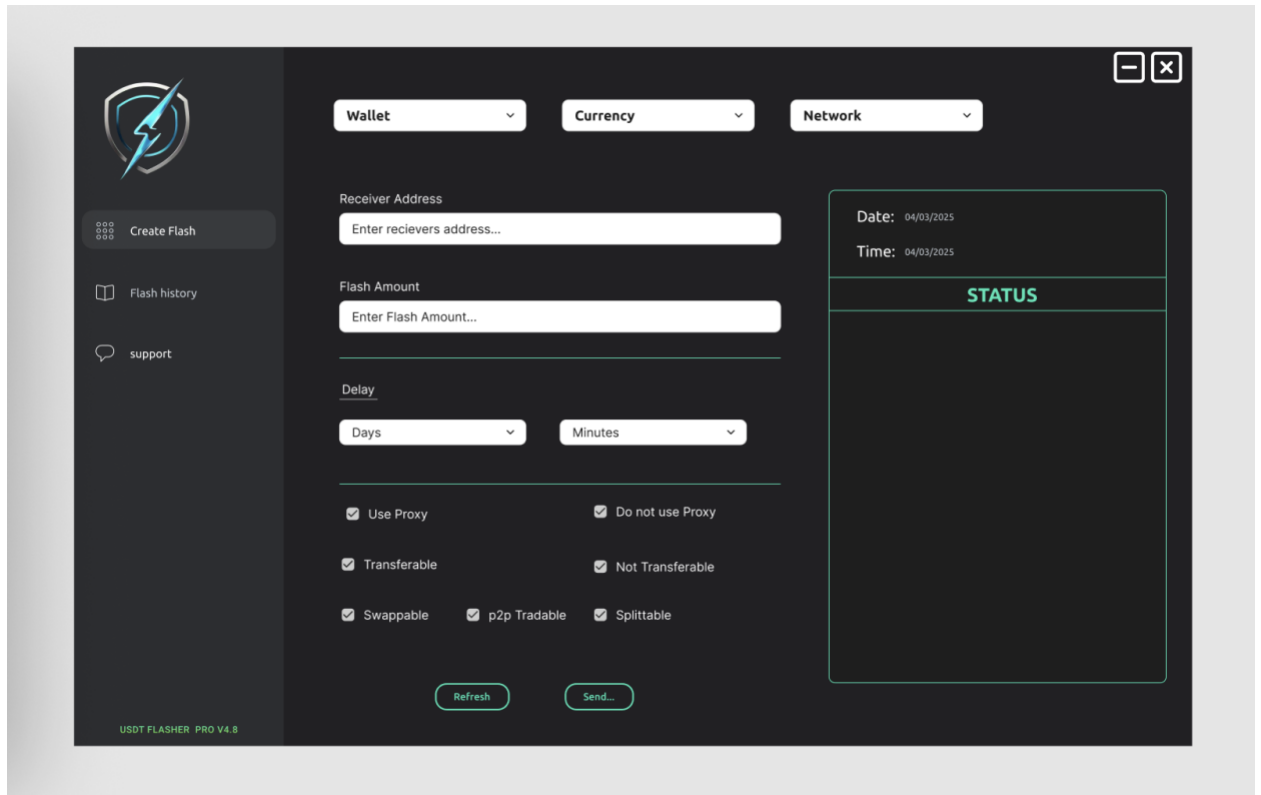 Wallet
Currency
Network
Create Flash
Flash history
support
USDT FLASHER PRO V4.8
Receiver Address
Enter recievers address...
Flash Amount
Enter Flash Amount...
Delay
Days
Minutes
Use Proxy
Do not use Proxy
Transferable
Not Transferable
Swappable
p2p Tradable
Splittable
Refresh
Send...
Date: 04/03/2025
Time: 04/03/2025
STATUS